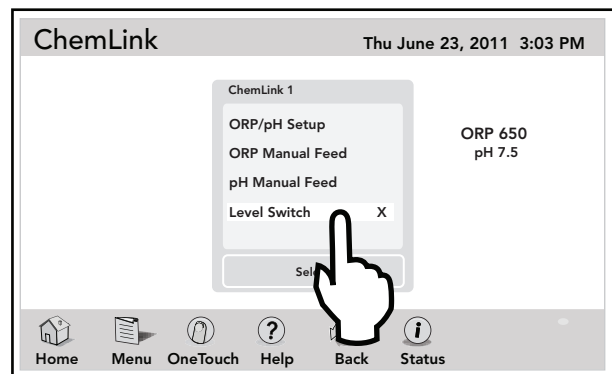 ChemLink
Thu June 23, 2011 3:03 PM
ChemLink 1
ORP/pH Setup
ORP Manual Feed
pH Manual Feed
Level Switch X
ORP 650
pH 7.5
Home Menu OneTouch Help Back Status